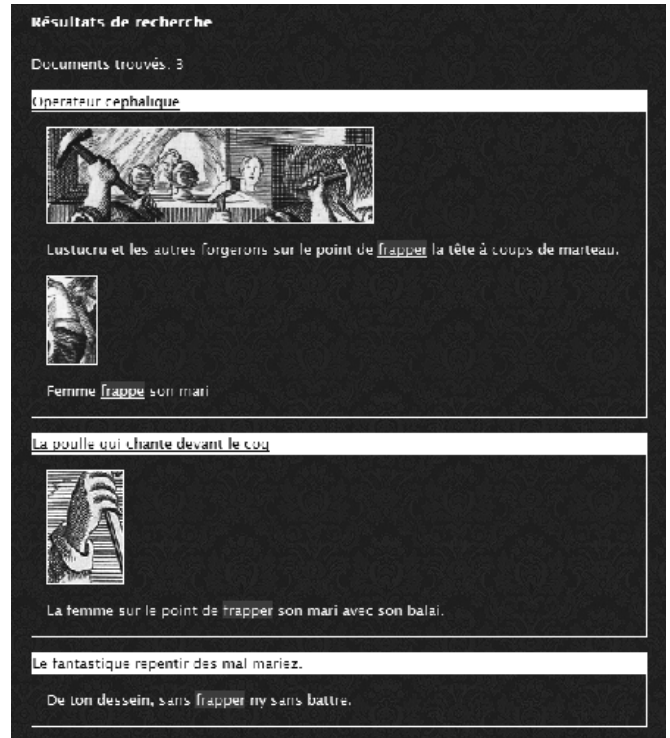 Résultats de recherche
Documents trouvés. 3
Operateur cephalique
Lustucru et les autres forgerons sur le point de frapper la tête à coups de marteau.
Femme frappe son mari
La poulle qui chante devant le coq
La femme sur le point de frapper son mari avec son balai.
Le fantastique repentir des mal mariez.
De ton dessein, sans frapper ny sans battre.